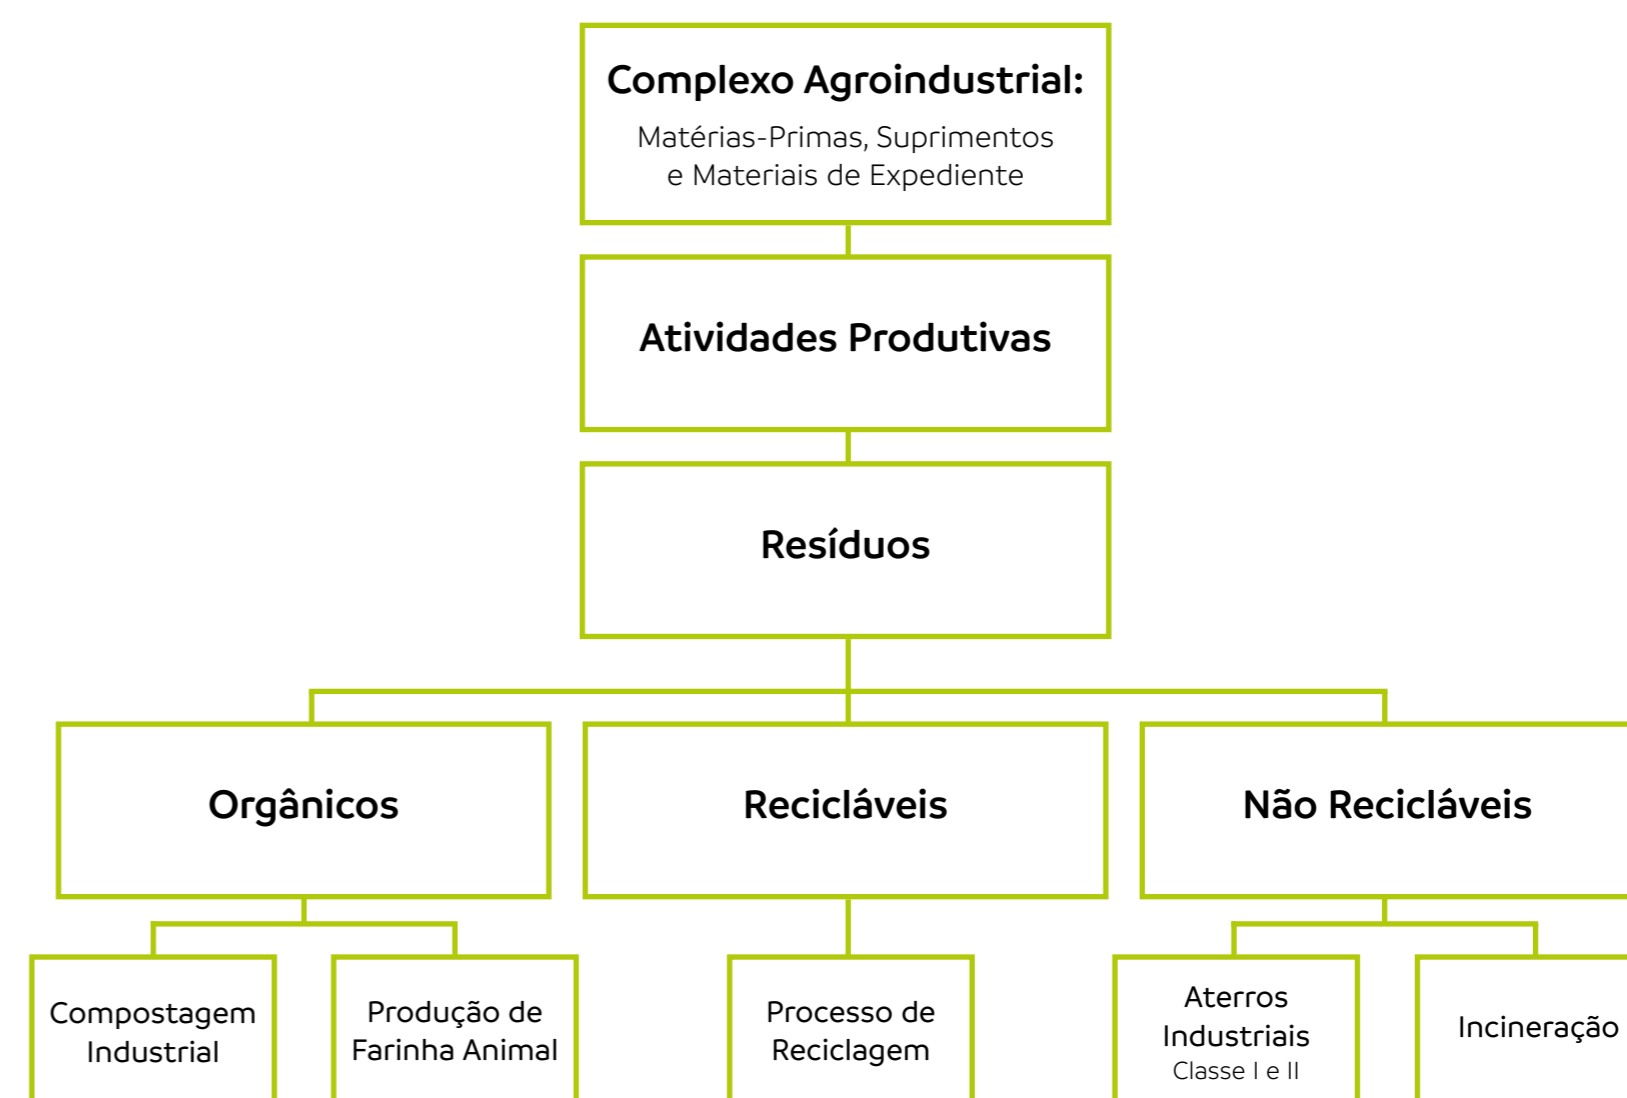 Complexo Agroindustrial:
Matérias-Primas, Suprimentos
e Materiais de Expediente
Atividades Produtivas
Resíduos
Orgânicos
Recicláveis
Não Recicláveis
Compostagem
Industrial
Produção de
Farinha Animal
Processo de
Reciclagem
Aterros
Industriais
Classe I e II
Incineração